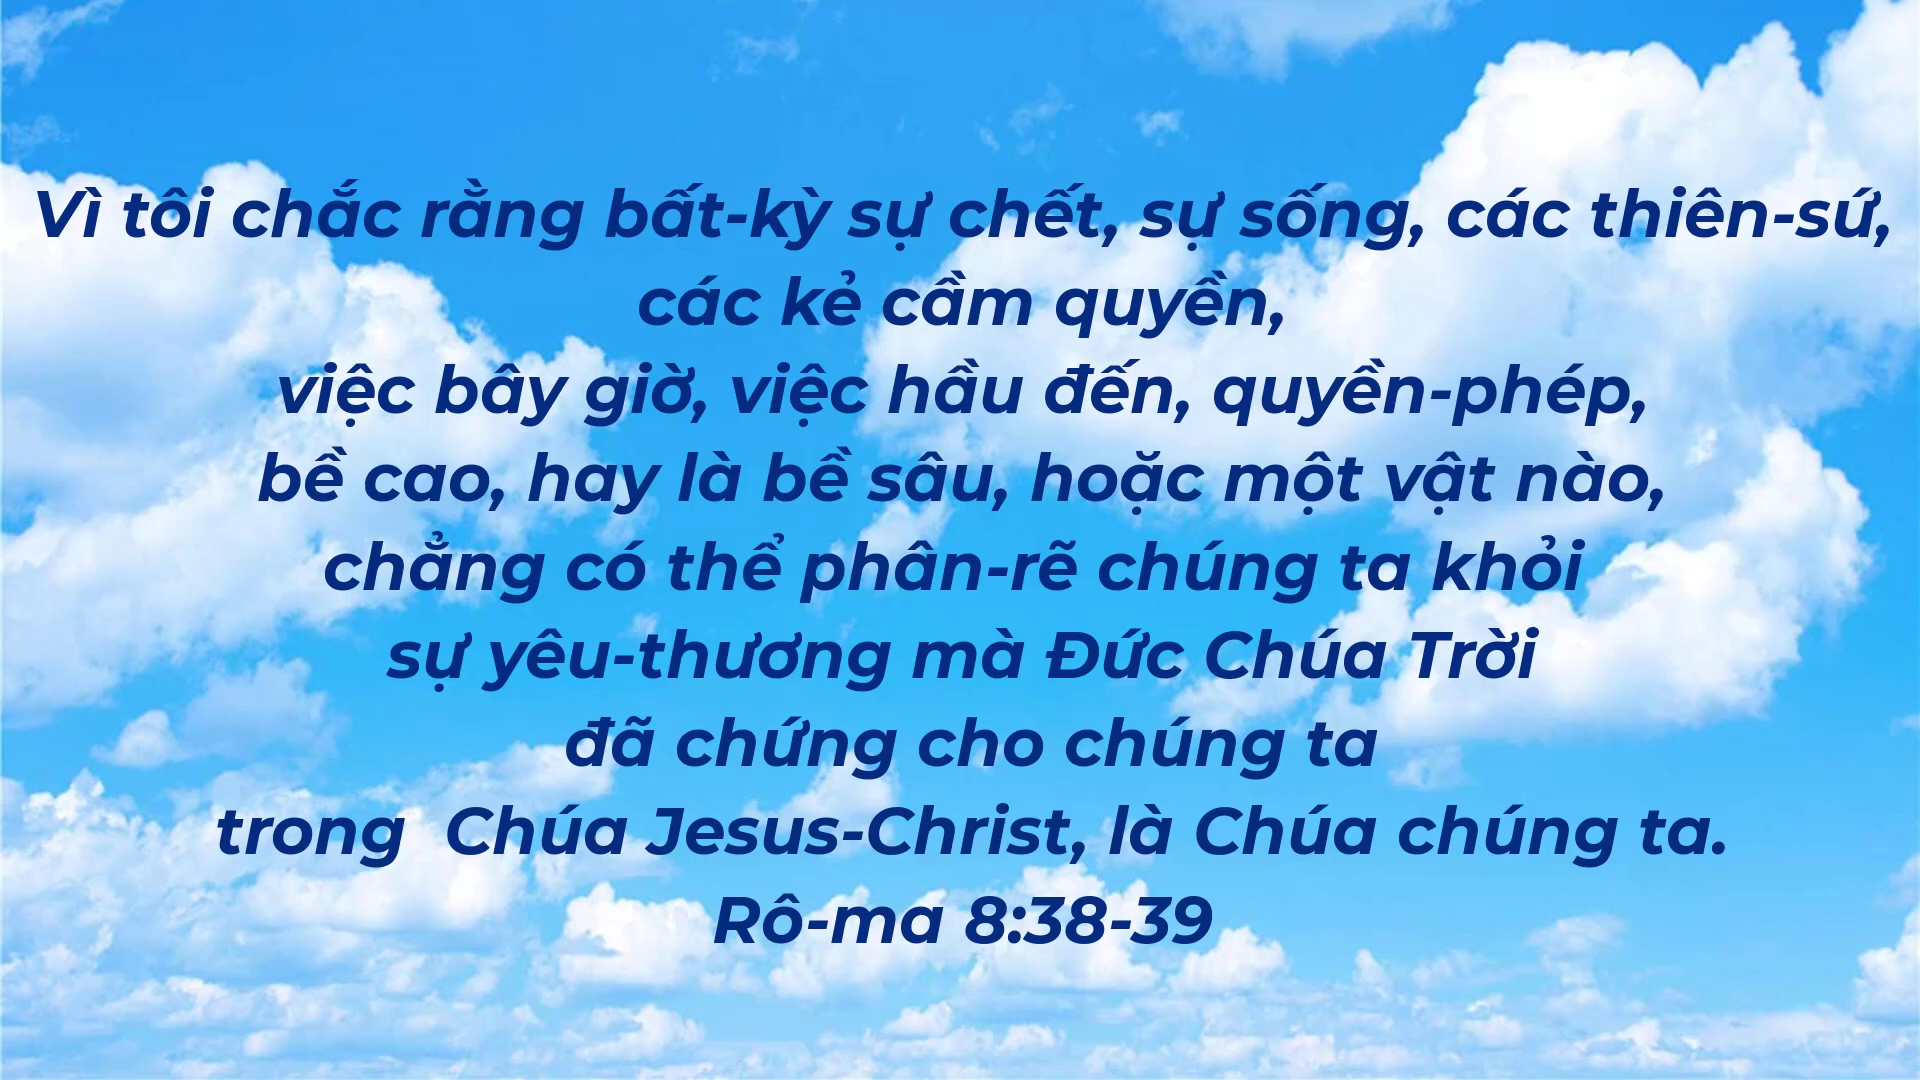 Vì tôi chắc rằng bất-kỳ sự chết, sự sống, các thiên-sứ,
các kẻ cầm quyền,
việc bây giờ, việc hầu đến, quyền-phép,
bề cao, hay là bề sâu, hoặc một vật nào,
chẳng có thể phân-rẽ chúng ta khỏi
sự yêu-thương mà Đức Chúa Trời
đã chứng cho chúng ta
trong  Chúa Jesus-Christ, là Chúa chúng ta.
Rô-ma 8:38-39